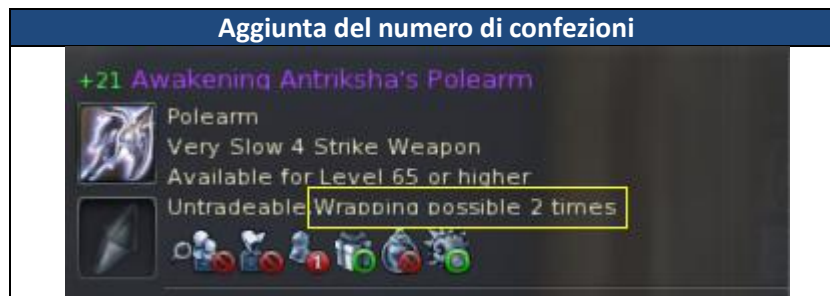 Aggiunta del numero di confezioni
+21 Awakening Antriksha's Polearm
Polearm
Very Slow 4 Strike Weapon
Available for Level 65 or higher
Untradeable,Wrapping possible 2 times
1